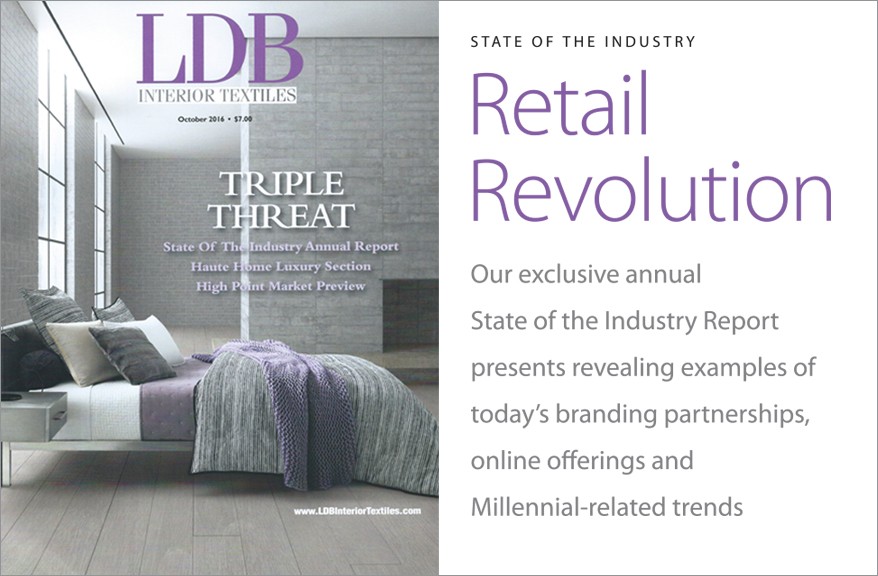 LDB
INTERIOR TEXTILES
October 2016 • $7.00
TRIPLE
THREAT
State Of The Industry Annual Report
Haute Home Luxury Section
High Point Market Preview
www.LDBInteriorTextiles.com
STATE OF THE INDUSTRY
Retail
Revolution
Our exclusive annual
State of the Industry Report
presents revealing examples of
today’s branding partnerships,
online offerings and
Millennial-related trends